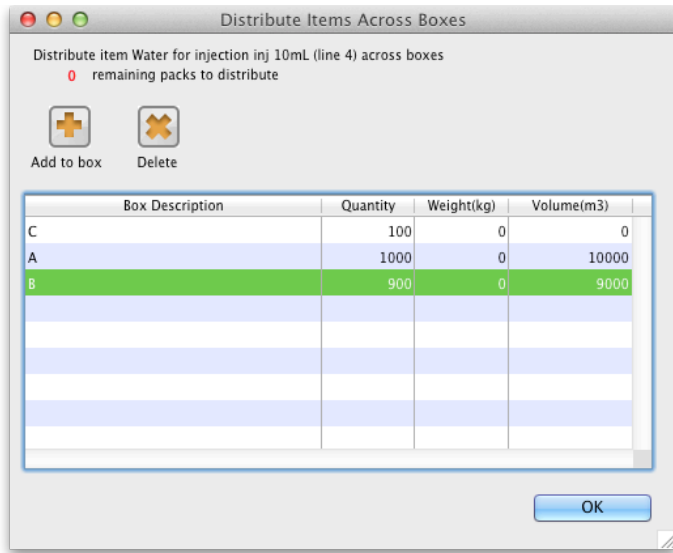 Distribute Items Across Boxes
Distribute item Water for injection inj 10mL (line 4) across boxes
0 remaining packs to distribute
Add to box Delete
Box Description Quantity Weight(kg) Volume(m3)
C 100 0 0
A 1000 0 10000
B 900 0 9000
OK